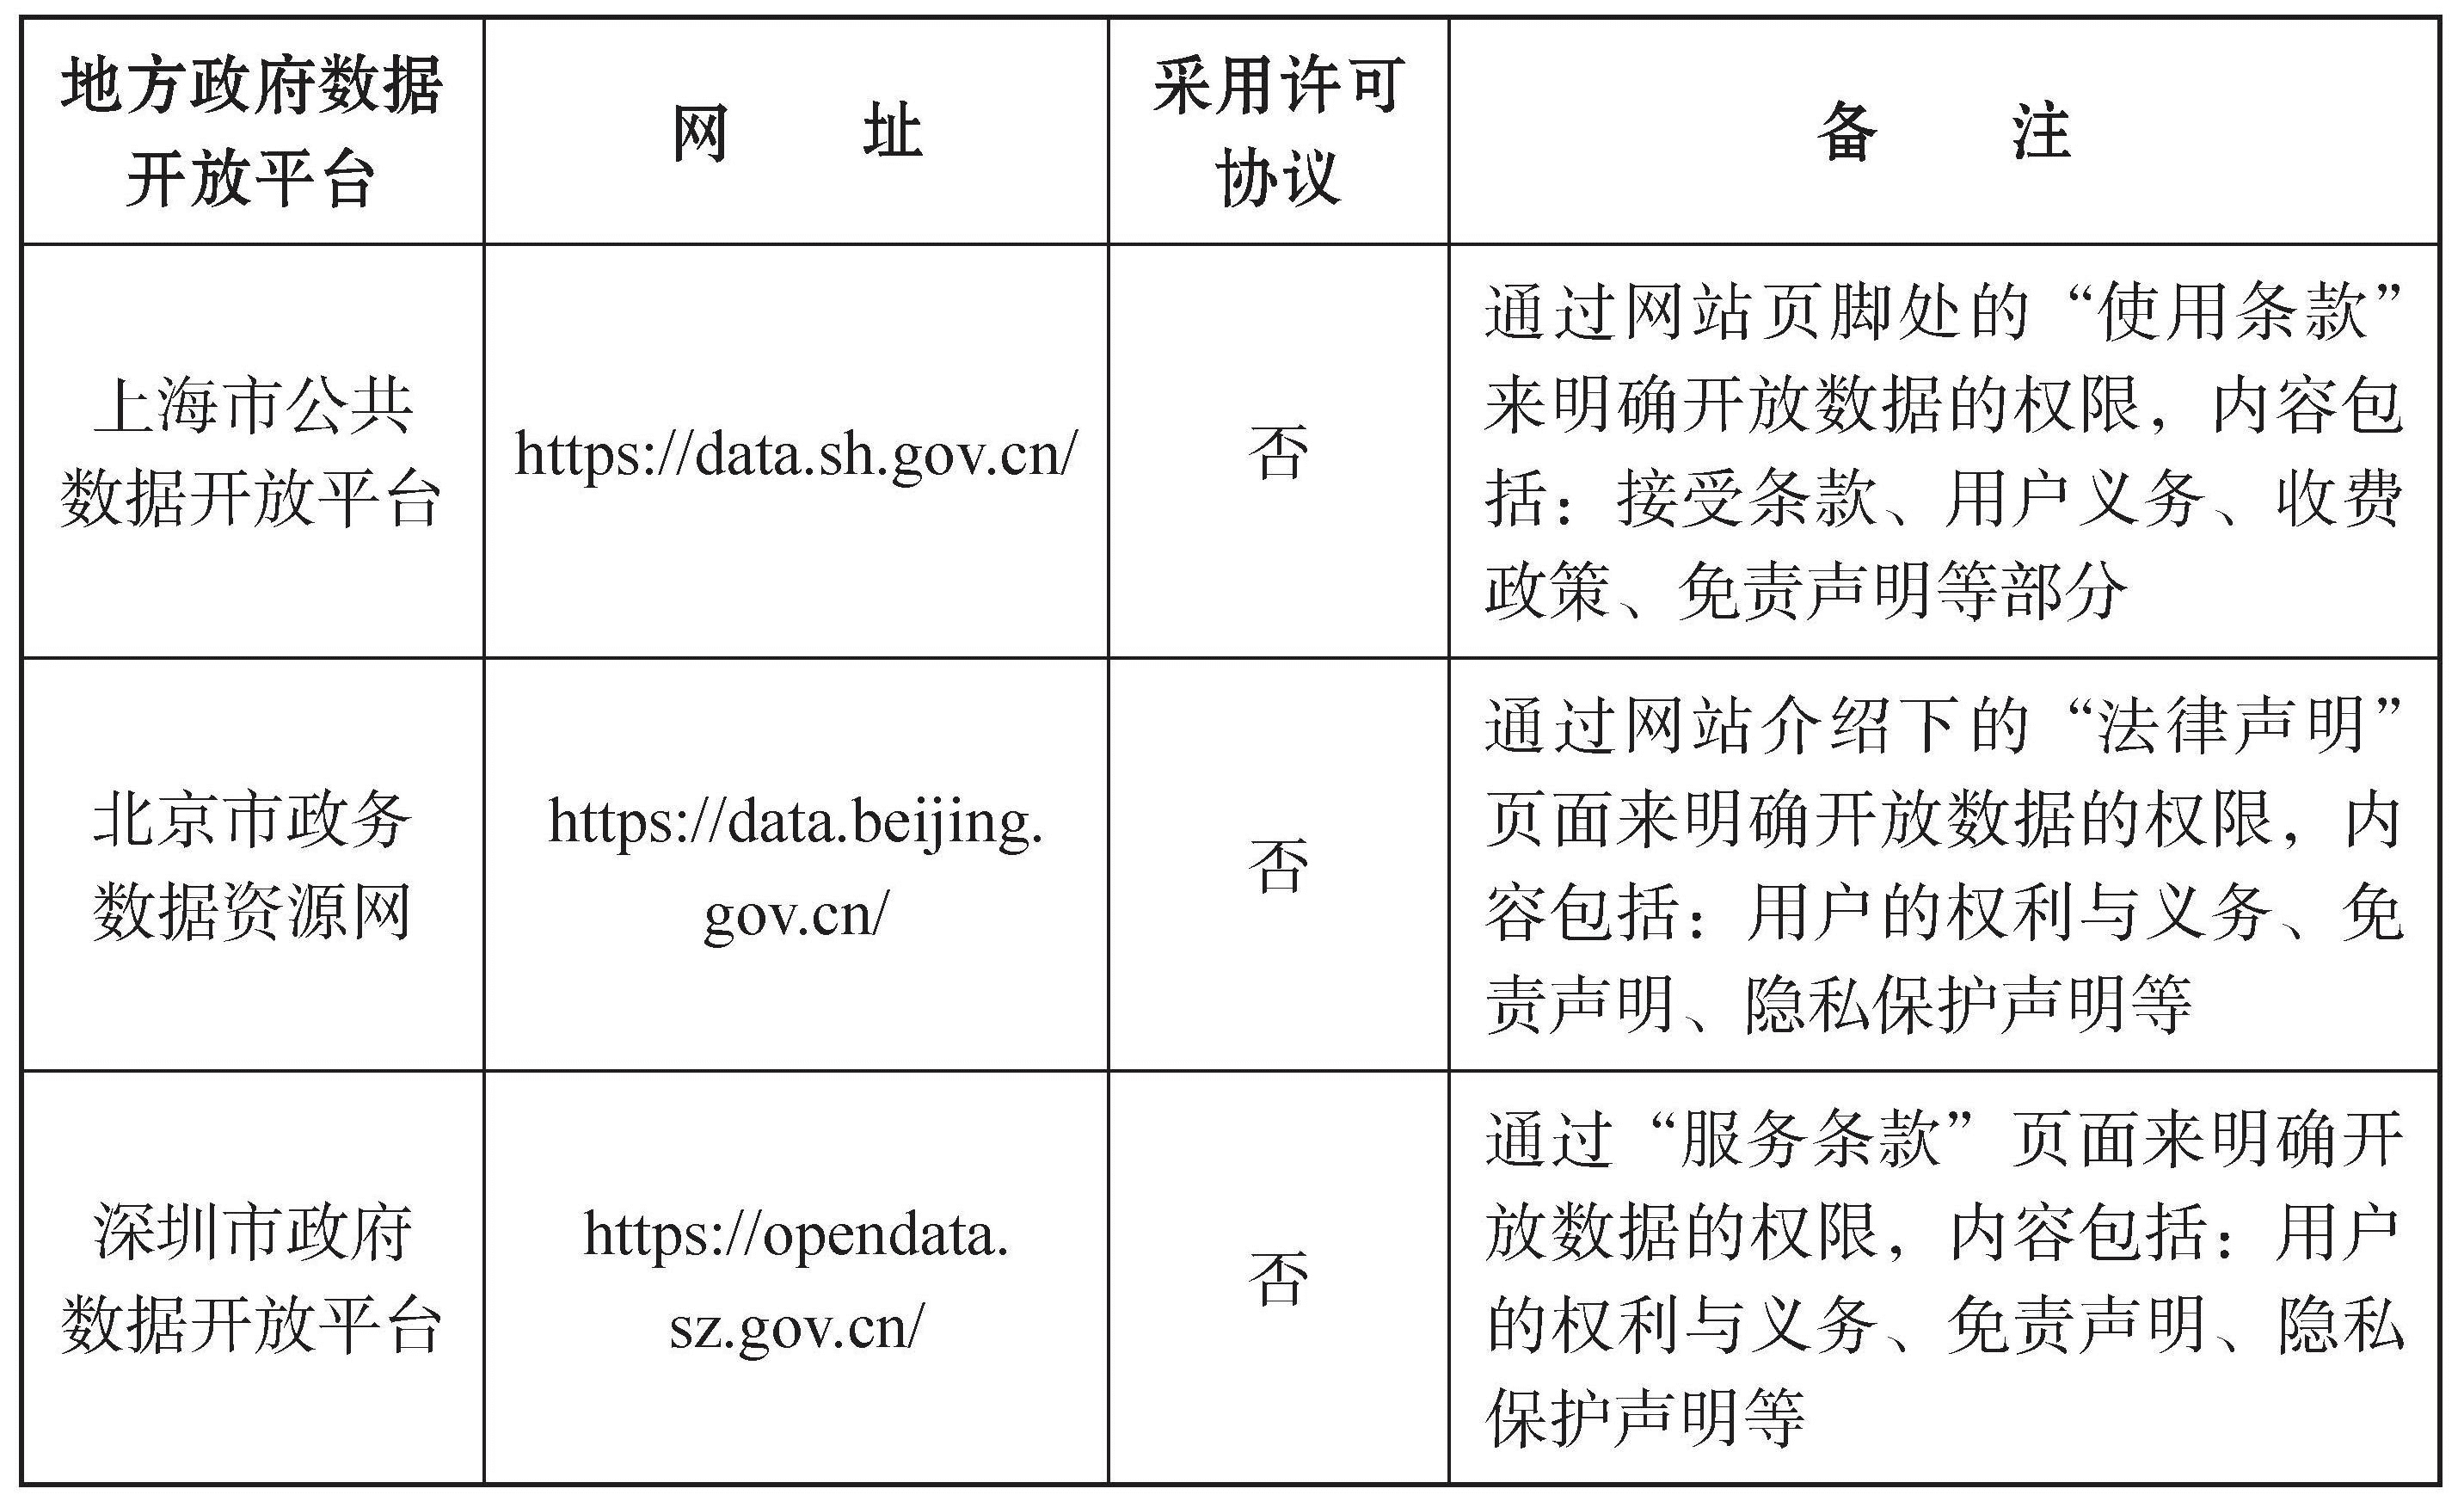 地方政府数据
开放平台
网 址
采用许可
协议
备 注
上海市公共
数据开放平台
https://data.sh.gov.cn/
否
通过网站页脚处的“使用条款”
来明确开放数据的权限，内容包
括：接受条款、用户义务、收费
政策、免责声明等部分
北京市政务
数据资源网
https://data.beijing.
gov.cn/
否
通过网站介绍下的“法律声明”
页面来明确开放数据的权限，内
容包括：用户的权利与义务、免
责声明、隐私保护声明等
深圳市政府
数据开放平台
https://opendata.
sz.gov.cn/
否
通过“服务条款”页面来明确开
放数据的权限，内容包括：用户
的权利与义务、免责声明、隐私
保护声明等